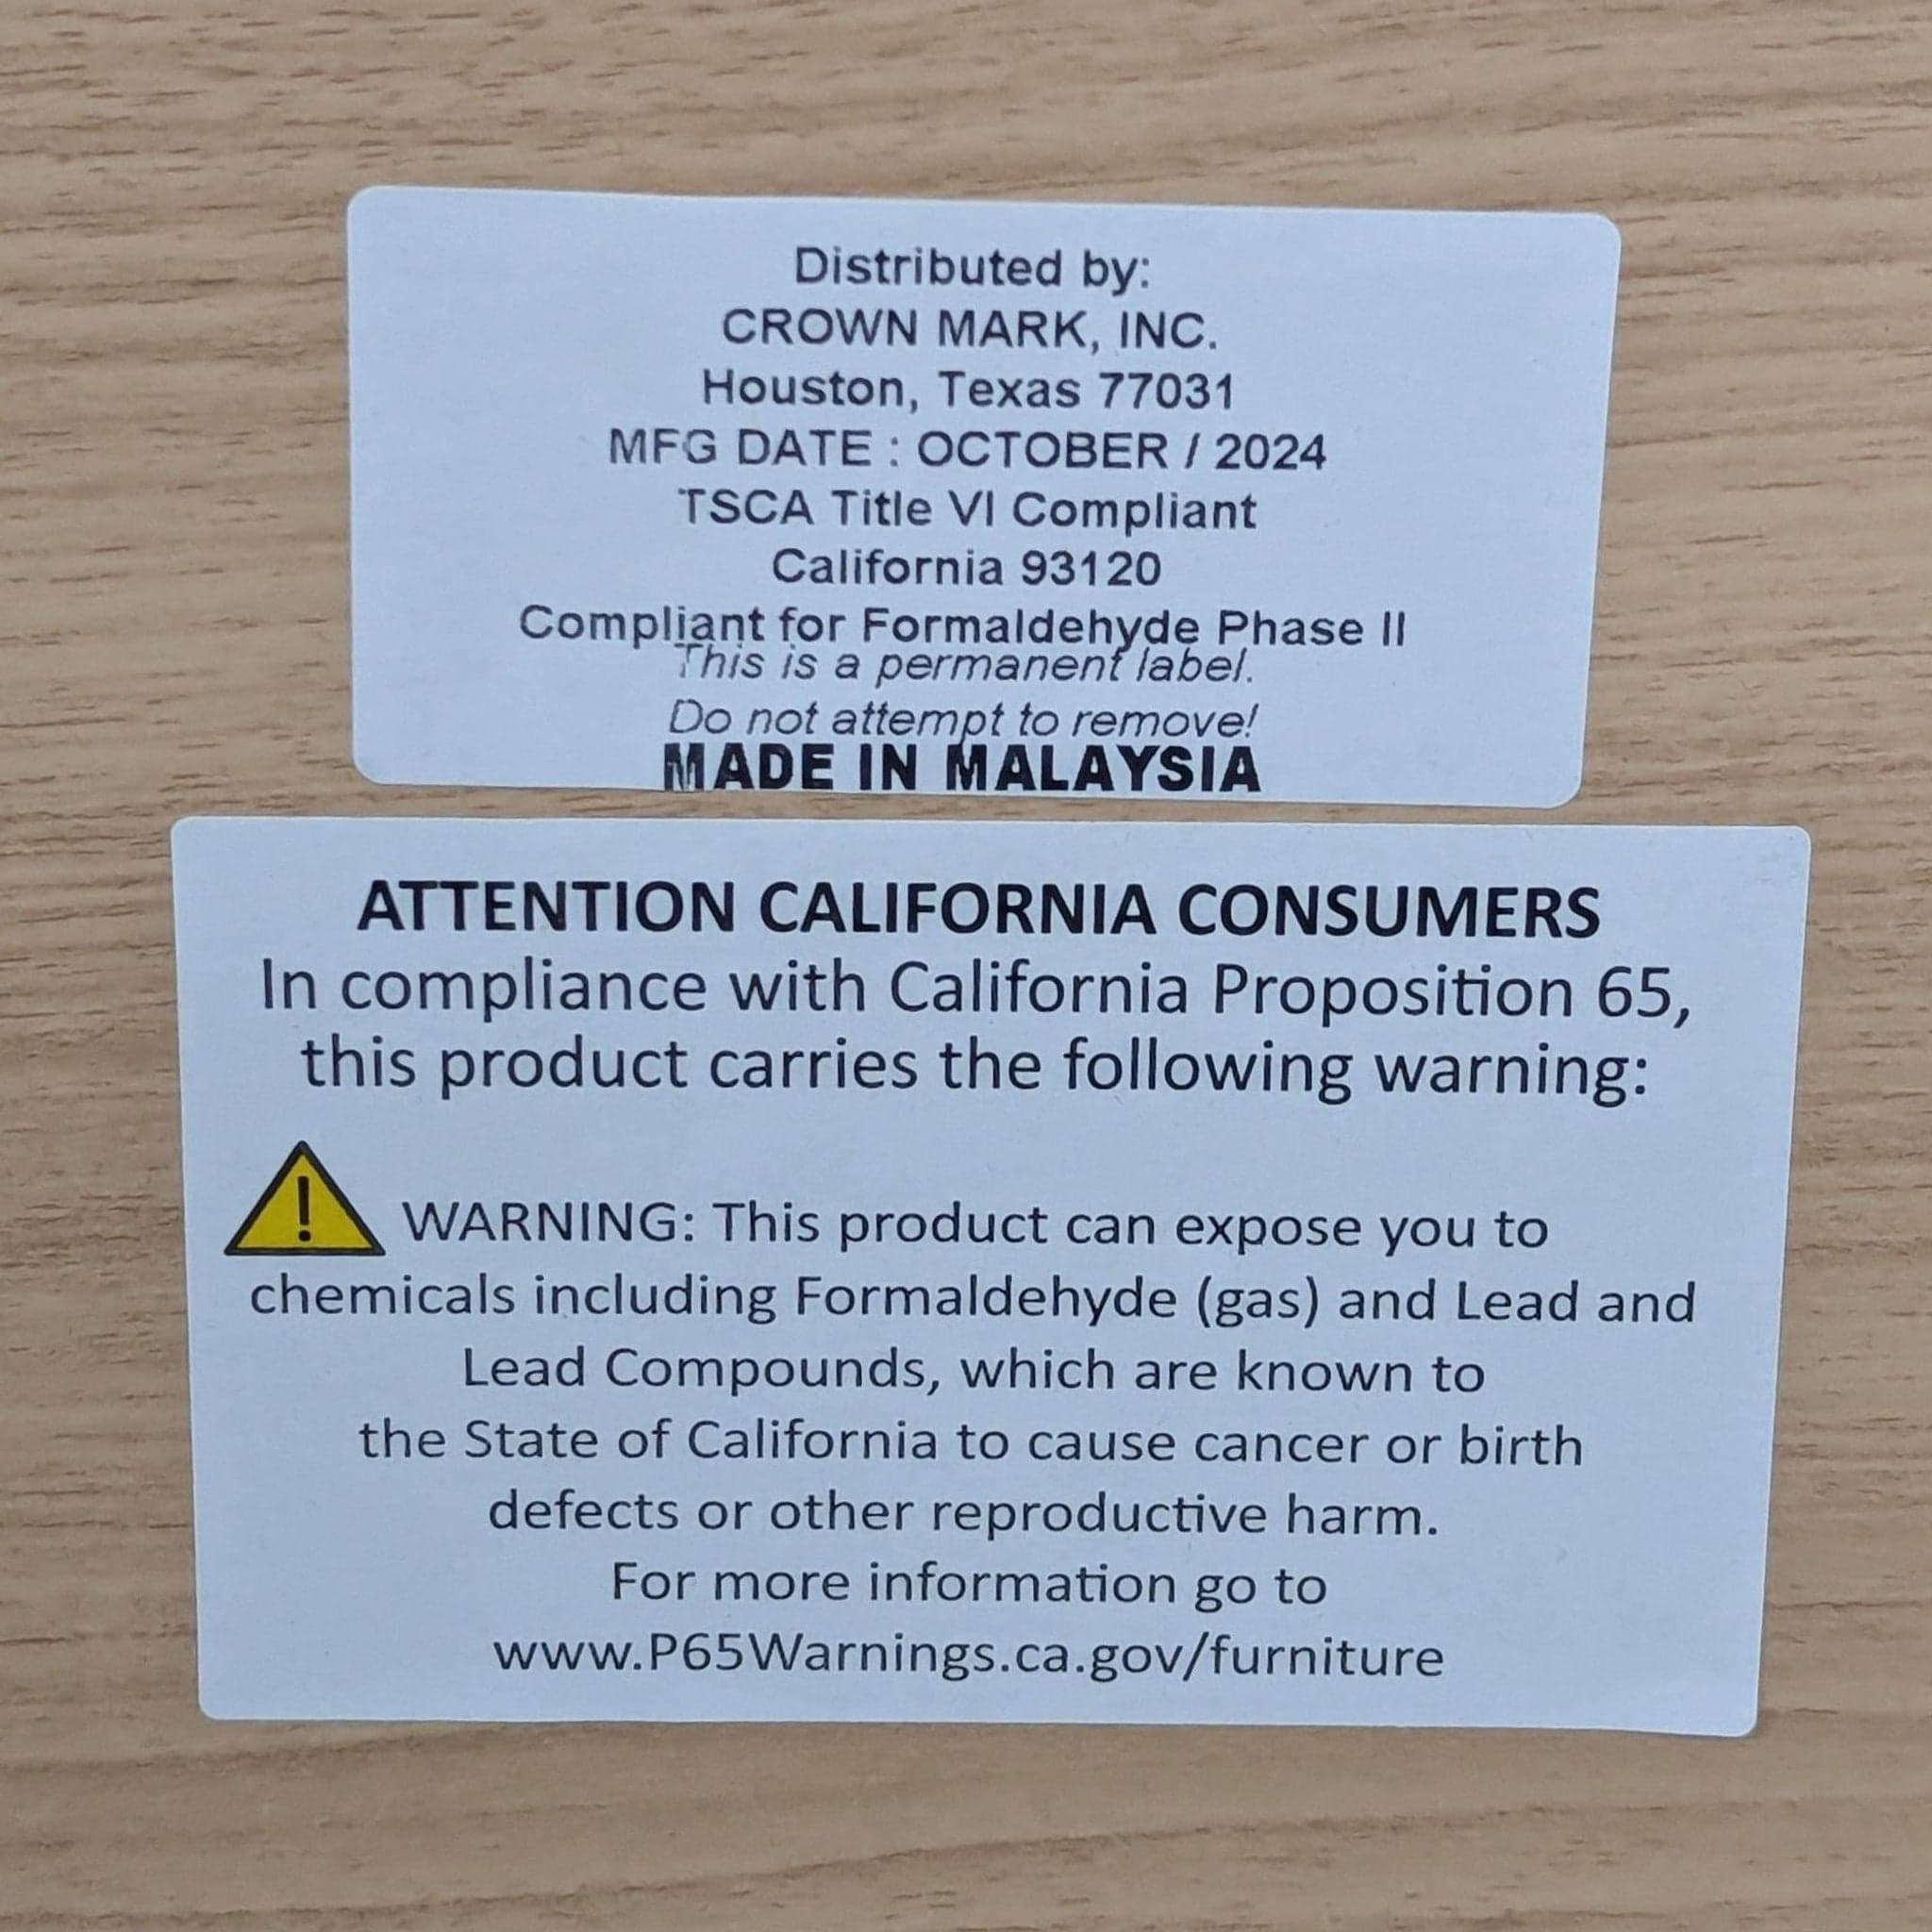 Distributed by:
CROWN MARK, INC.
Houston, Texas 77031
MFG DATE : OCTOBER / 2024
TSCA Title VI Compliant
California 93120
Compliant for Formaldehyde Phase II
This is a permanent label.
Do not attempt to remove!
MADE IN MALAYSIA
ATTENTION CALIFORNIA CONSUMERS
In compliance with California Proposition 65,
this product carries the following warning:
! WARNING: This product can expose you to
chemicals including Formaldehyde (gas) and Lead and
Lead Compounds, which are known to
the State of California to cause cancer or birth
defects or other reproductive harm.
For more information go to
www.P65Warnings.ca.gov/furniture